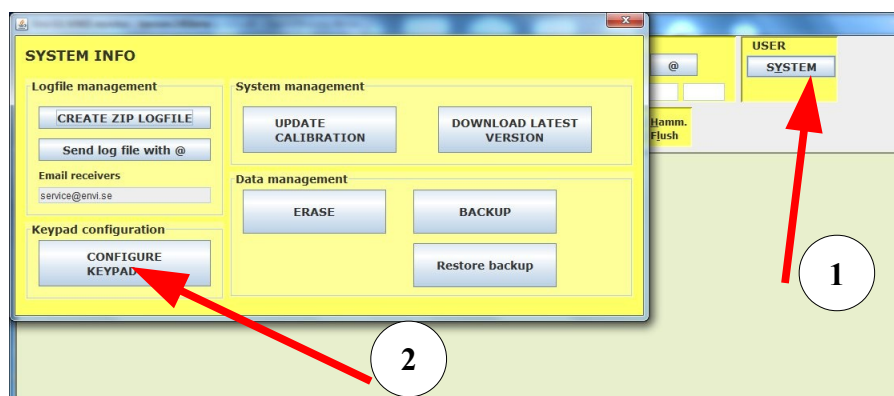 SYSTEM INFO
Logfile management
CREATE ZIP LOGFILE
Send log file with @
Email receivers
service@envi.se
Keypad configuration
CONFIGURE
KEYPAD
System management
UPDATE
CALIBRATION
DOWNLOAD LATEST
VERSION
Data management
ERASE
BACKUP
Restore backup
@
Hamm.
Flush
USER
SYSTEM
1
2